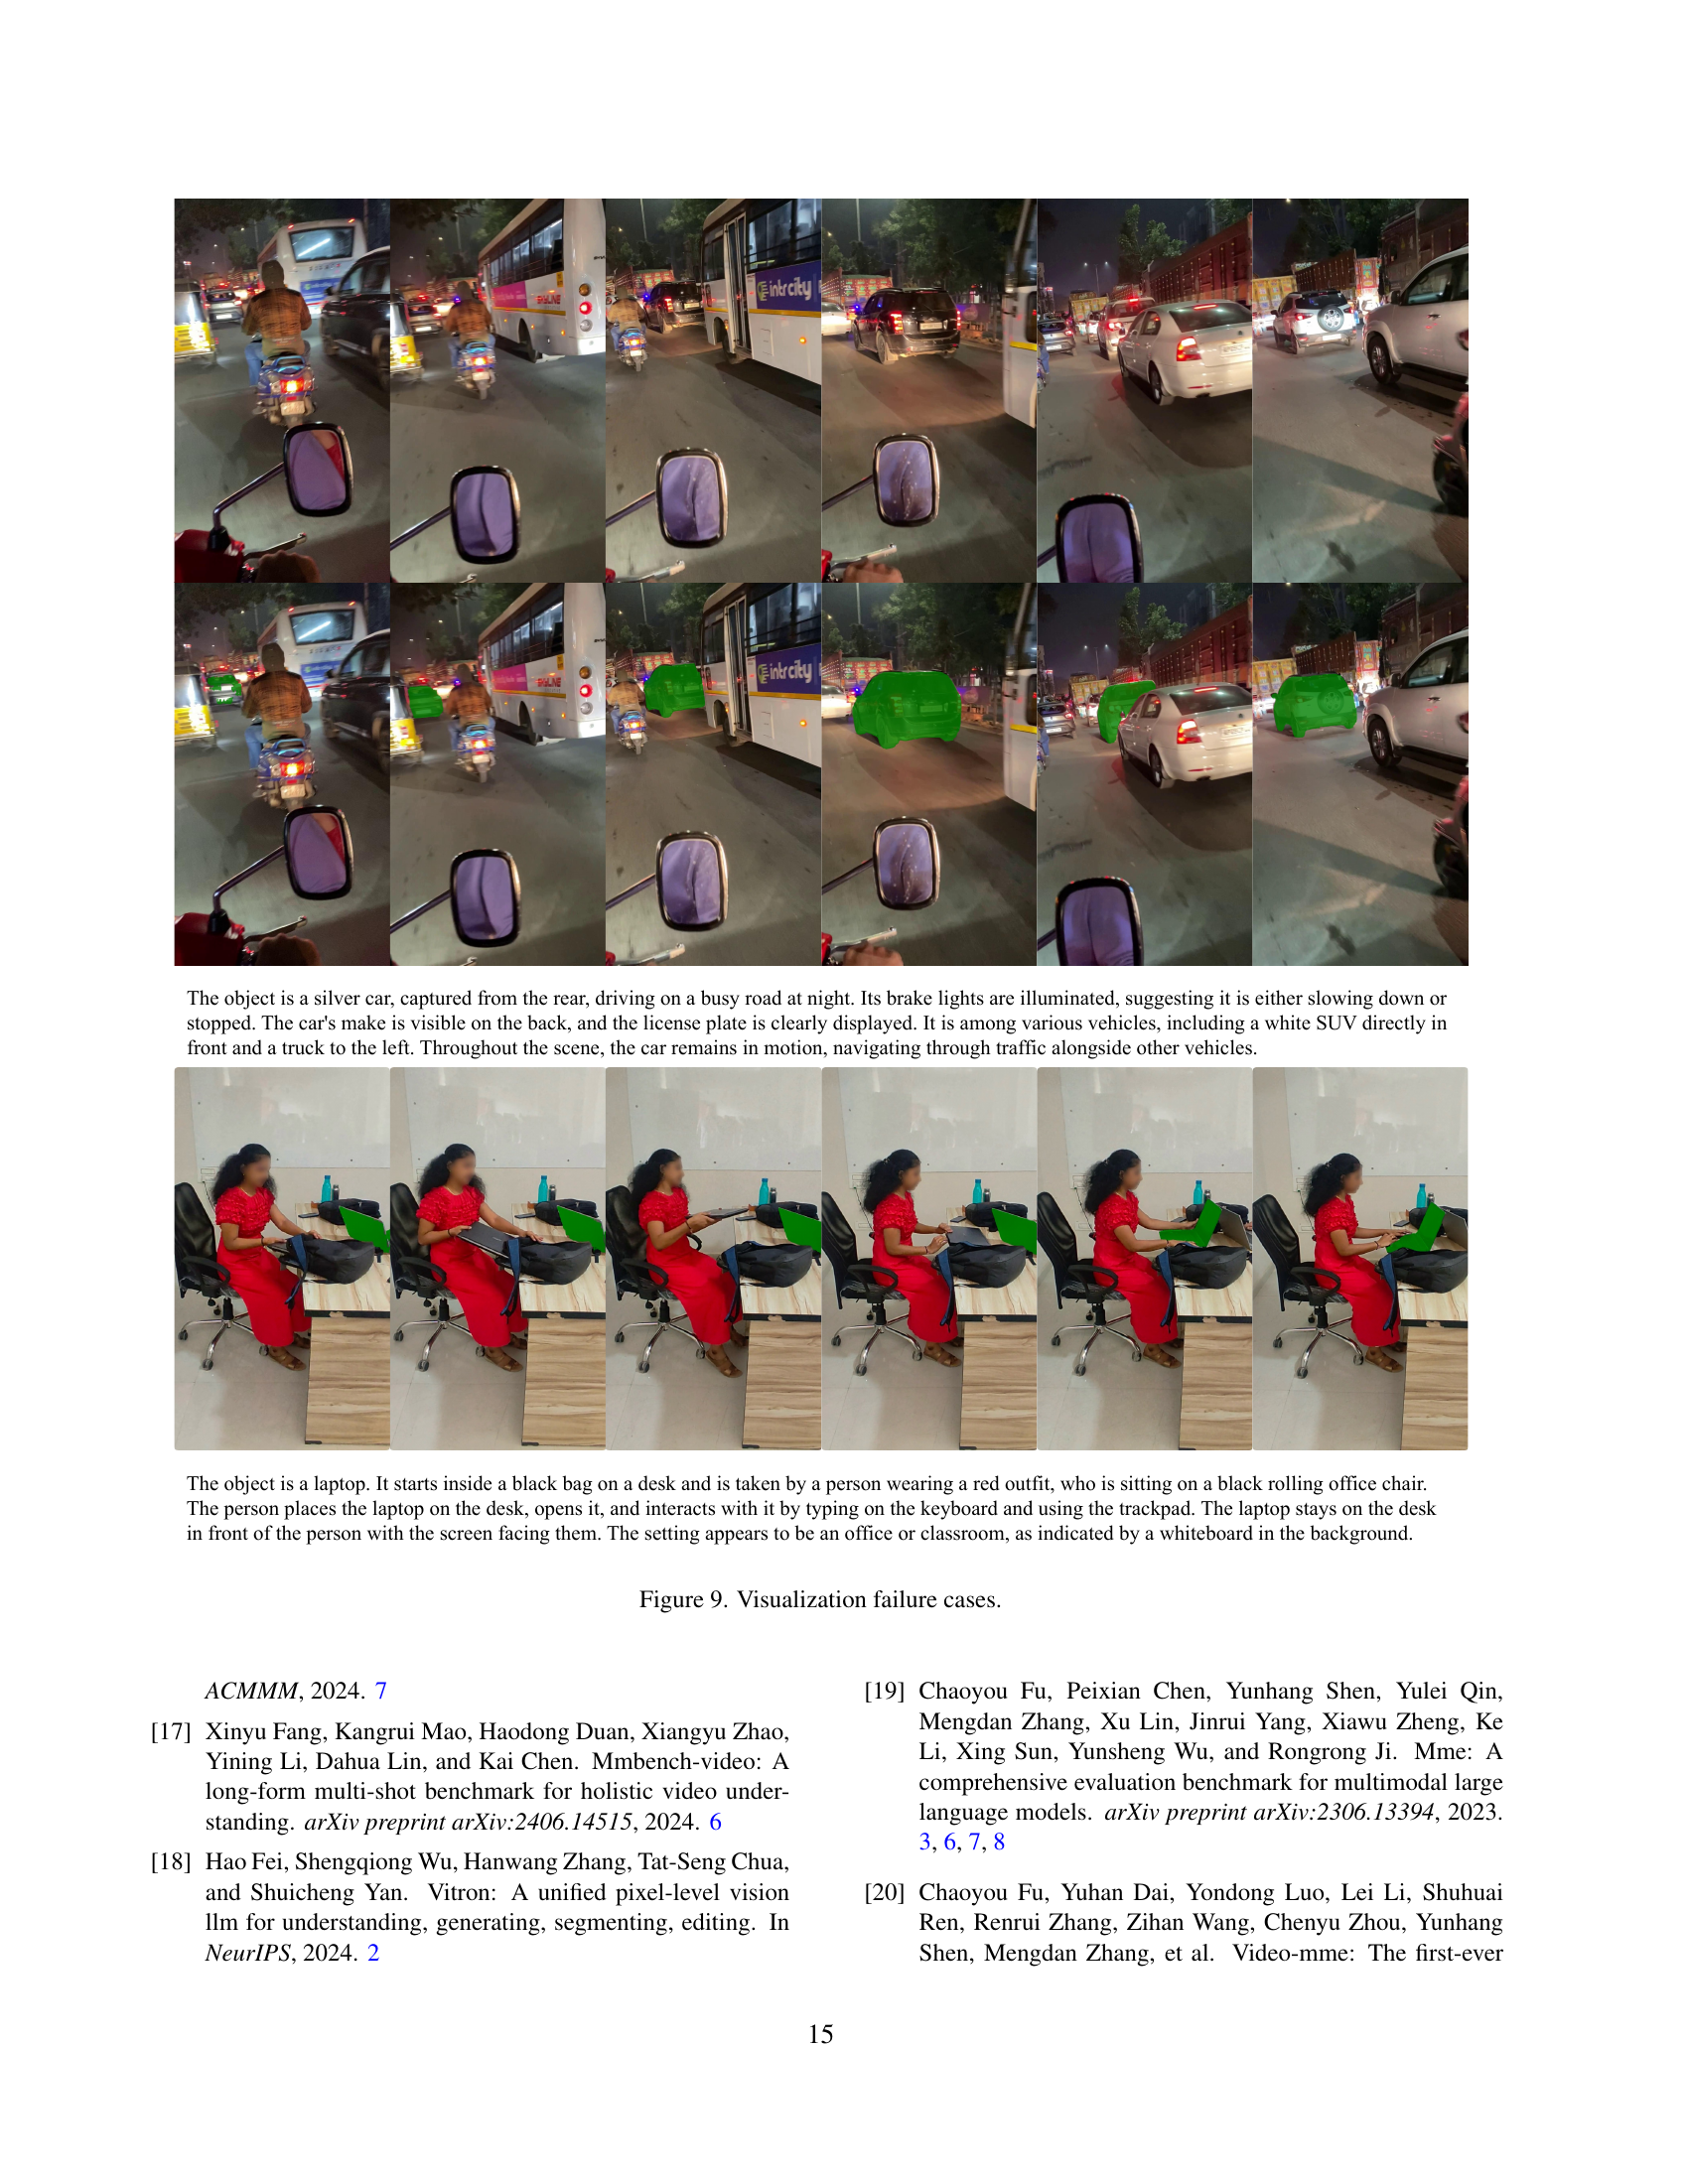 intrcity
SKYLINE
intrcity
SKYLINE
The object is a silver car, captured from the rear, driving on a busy road at night. Its brake lights are illuminated, suggesting it is either slowing down or
stopped. The car's make is visible on the back, and the license plate is clearly displayed. It is among various vehicles, including a white SUV directly in
front and a truck to the left. Throughout the scene, the car remains in motion, navigating through traffic alongside other vehicles.
The object is a laptop. It starts inside a black bag on a desk and is taken by a person wearing a red outfit, who is sitting on a black rolling office chair.
The person places the laptop on the desk, opens it, and interacts with it by typing on the keyboard and using the trackpad. The laptop stays on the desk
in front of the person with the screen facing them. The setting appears to be an office or classroom, as indicated by a whiteboard in the background.
Figure 9. Visualization failure cases.
ACMMM, 2024. 7
[17] Xinyu Fang, Kangrui Mao, Haodong Duan, Xiangyu Zhao,
Yining Li, Dahua Lin, and Kai Chen. Mmbench-video: A
long-form multi-shot benchmark for holistic video under-
standing. arXiv preprint arXiv:2406.14515, 2024. 6
[18] Hao Fei, Shengqiong Wu, Hanwang Zhang, Tat-Seng Chua,
and Shuicheng Yan. Vitron: A unified pixel-level vision
llm for understanding, generating, segmenting, editing. In
NeurIPS, 2024. 2
[19] Chaoyou Fu, Peixian Chen, Yunhang Shen, Yulei Qin,
Mengdan Zhang, Xu Lin, Jinrui Yang, Xiawu Zheng, Ke
Li, Xing Sun, Yunsheng Wu, and Rongrong Ji. Mme: A
comprehensive evaluation benchmark for multimodal large
language models. arXiv preprint arXiv:2306.13394, 2023.
3, 6, 7, 8
[20] Chaoyou Fu, Yuhan Dai, Yondong Luo, Lei Li, Shuhuai
Ren, Renrui Zhang, Zihan Wang, Chenyu Zhou, Yunhang
Shen, Mengdan Zhang, et al. Video-mme: The first-ever
15